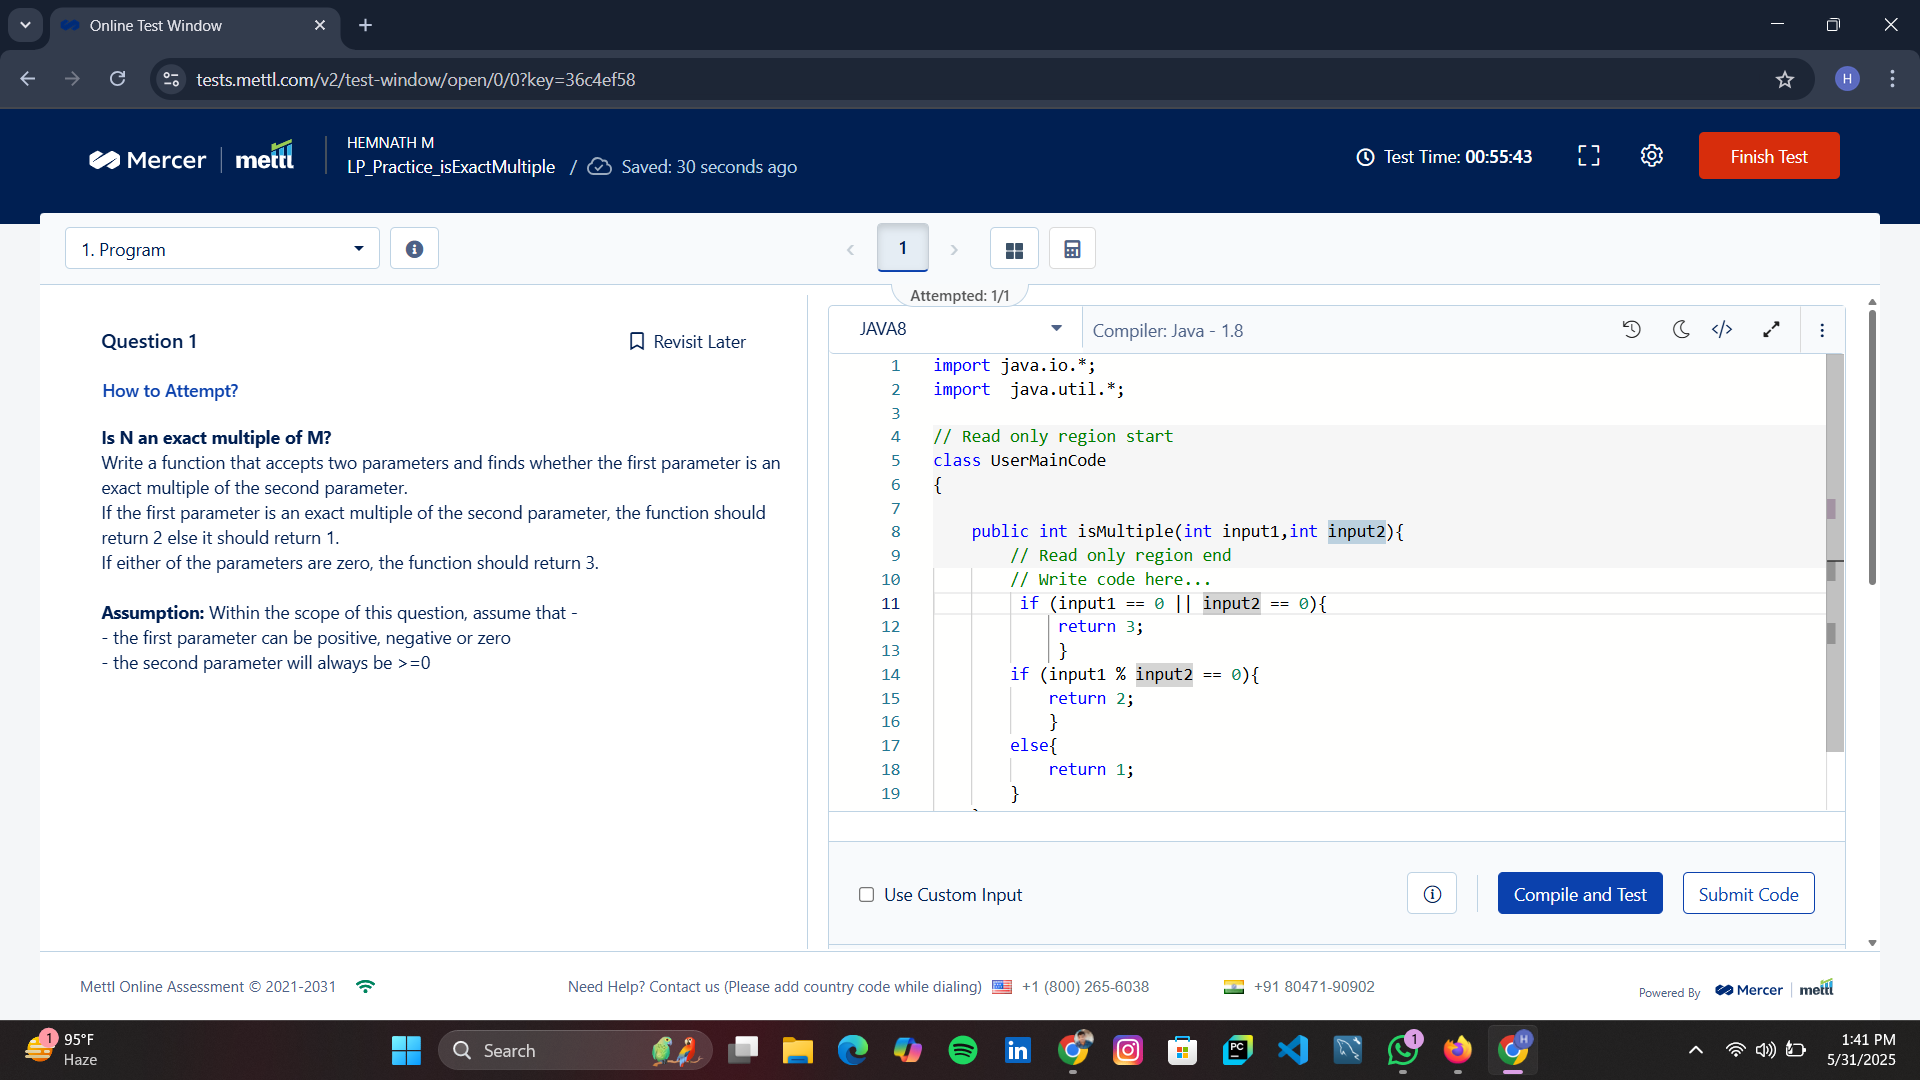 Online Test Window
tests.mettl.com/v2/test-window/open/0/0?key=36c4ef58
H
Mercer | mettl
HEMNATH M
LP_Practice_isExactMultiple / Saved: 30 seconds ago
Test Time: 00:55:43
Finish Test
1. Program
1
Attempted: 1/1
Question 1
Revisit Later
How to Attempt?
Is N an exact multiple of M?
Write a function that accepts two parameters and finds whether the first parameter is an
exact multiple of the second parameter.
If the first parameter is an exact multiple of the second parameter, the function should
return 2 else it should return 1.
If either of the parameters are zero, the function should return 3.
Assumption: Within the scope of this question, assume that -
- the first parameter can be positive, negative or zero
- the second parameter will always be >=0
JAVA8
Compiler: Java - 1.8
1 import java.io.*;
2 import  java.util.*;
3
4 // Read only region start
5 class UserMainCode
6 {
7
8 public int isMultiple(int input1,int input2){
9 // Read only region end
10 // Write code here...
11 if (input1 == 0 || input2 == 0){
12 return 3;
13 }
14 if (input1 % input2 == 0){
15 return 2;
16 }
17 else{
18 return 1;
19 }
Use Custom Input
Compile and Test
Submit Code
Mettl Online Assessment © 2021-2031
Need Help? Contact us (Please add country code while dialing) +1 (800) 265-6038
+91 80471-90902
Powered By Mercer | mettl
1
95°F
Haze
Search
PC
1
H
1:41 PM
5/31/2025